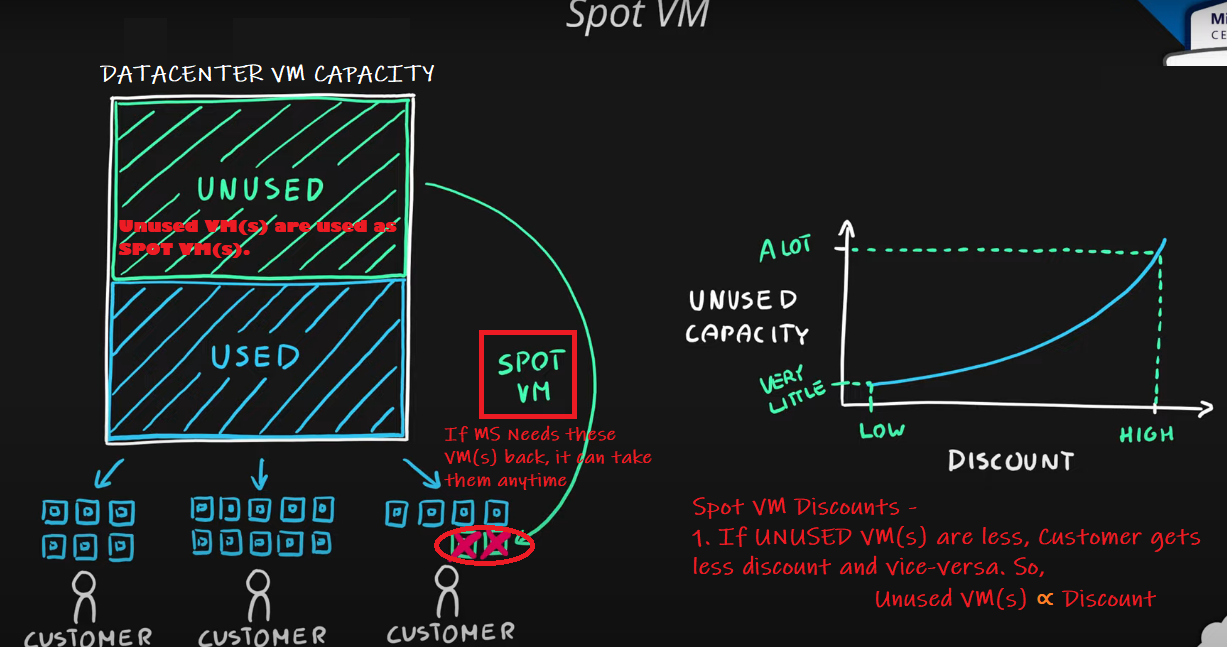 Spot VM
Mi
CE
DATACENTER VM CAPACITY
UNUSED
Unused VM(s) are used as
SPOT VM(s).
USED
SPOT
VM
If MS Needs these
VM(s) back, it can take
them anytime
CUSTOMER
CUSTOMER
CUSTOMER
A LOT
UNUSED
CAPACITY
VERY
LITTLE
LOW
HIGH
DISCOUNT
Spot VM Discounts -
1. If UNUSED VM(s) are less, Customer gets
less discount and vice-versa. So,
Unused VM(s) ∝ Discount